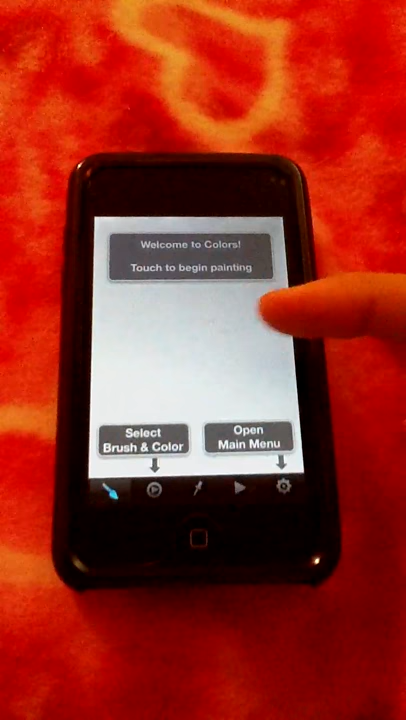 Welcome to Colors!
Touch to begin painting
Select
Brush & Color
Open
Main Menu